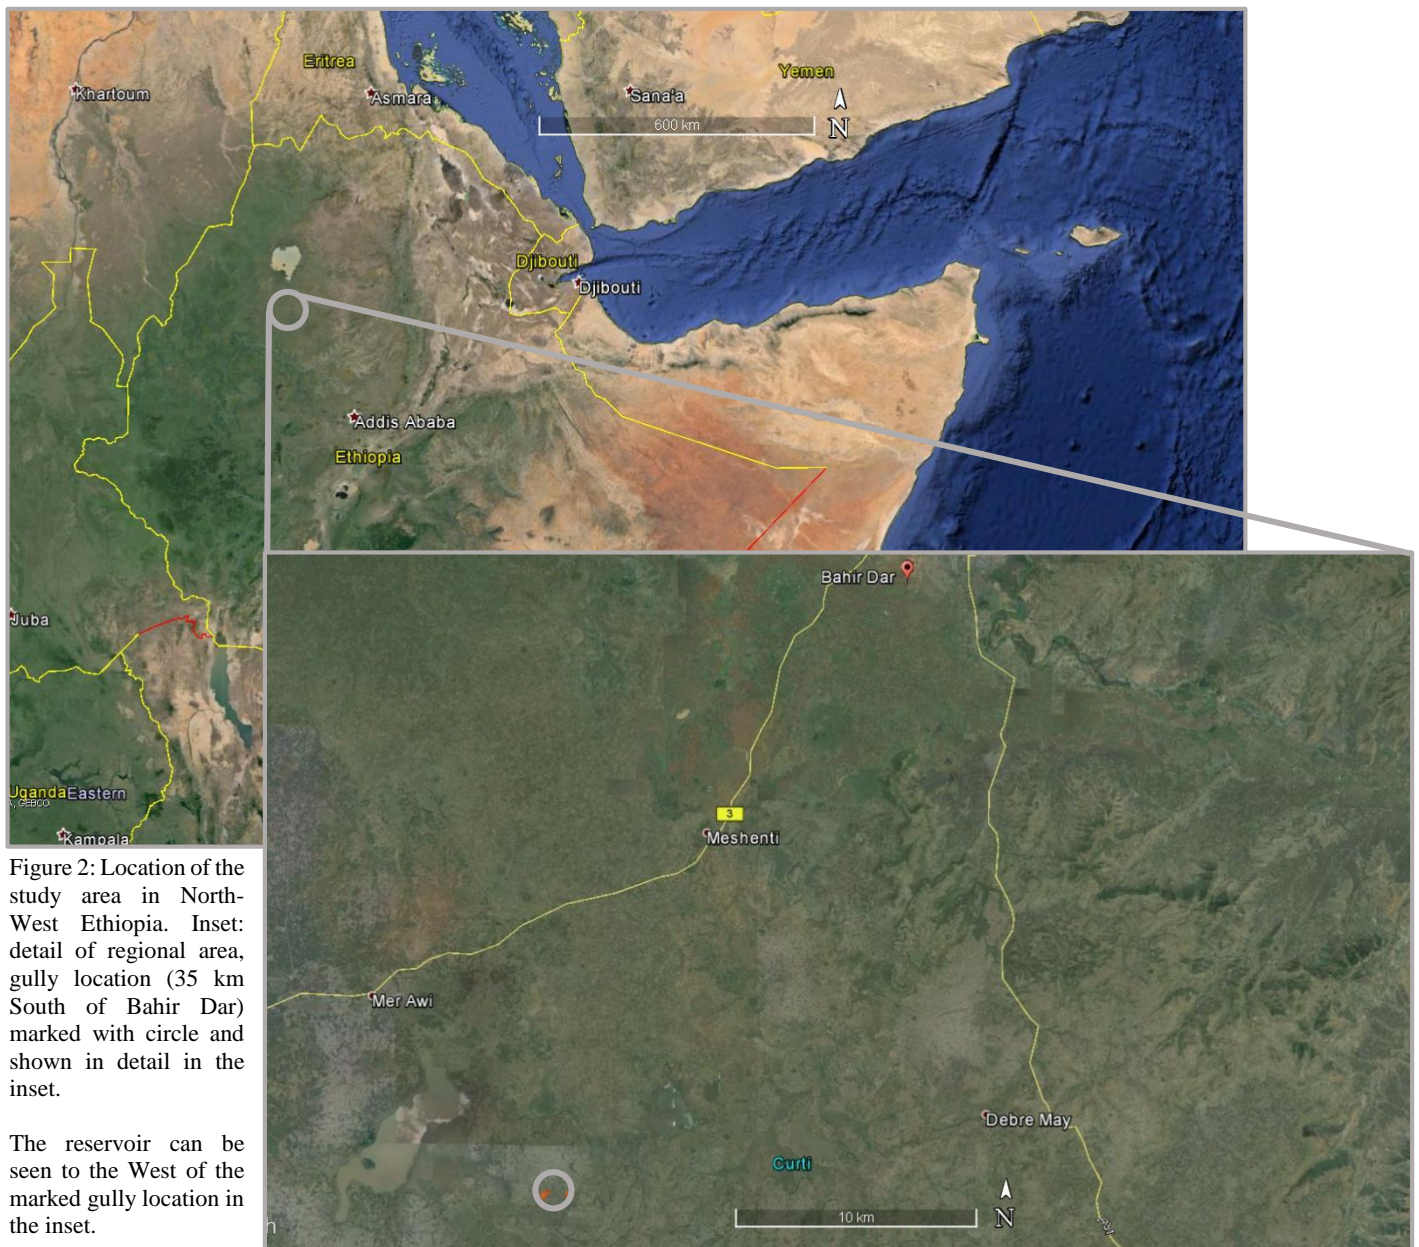 Eritrea
Yemen
Khartoum
Asmara
Sana'a
600 km
N
Djibouti
Djibouti
Addis Ababa
Ethiopia
Juba
Uganda Eastern
Kampala
Bahir Dar
3
Meshenti
Mer Awi
Debre May
Curti
10 km
N
Figure 2: Location of the
study area in North-
West Ethiopia. Inset:
detail of regional area,
gully location (35 km
South of Bahir Dar)
marked with circle and
shown in detail in the
inset.
The reservoir can be
seen to the West of the
marked gully location in
the inset.